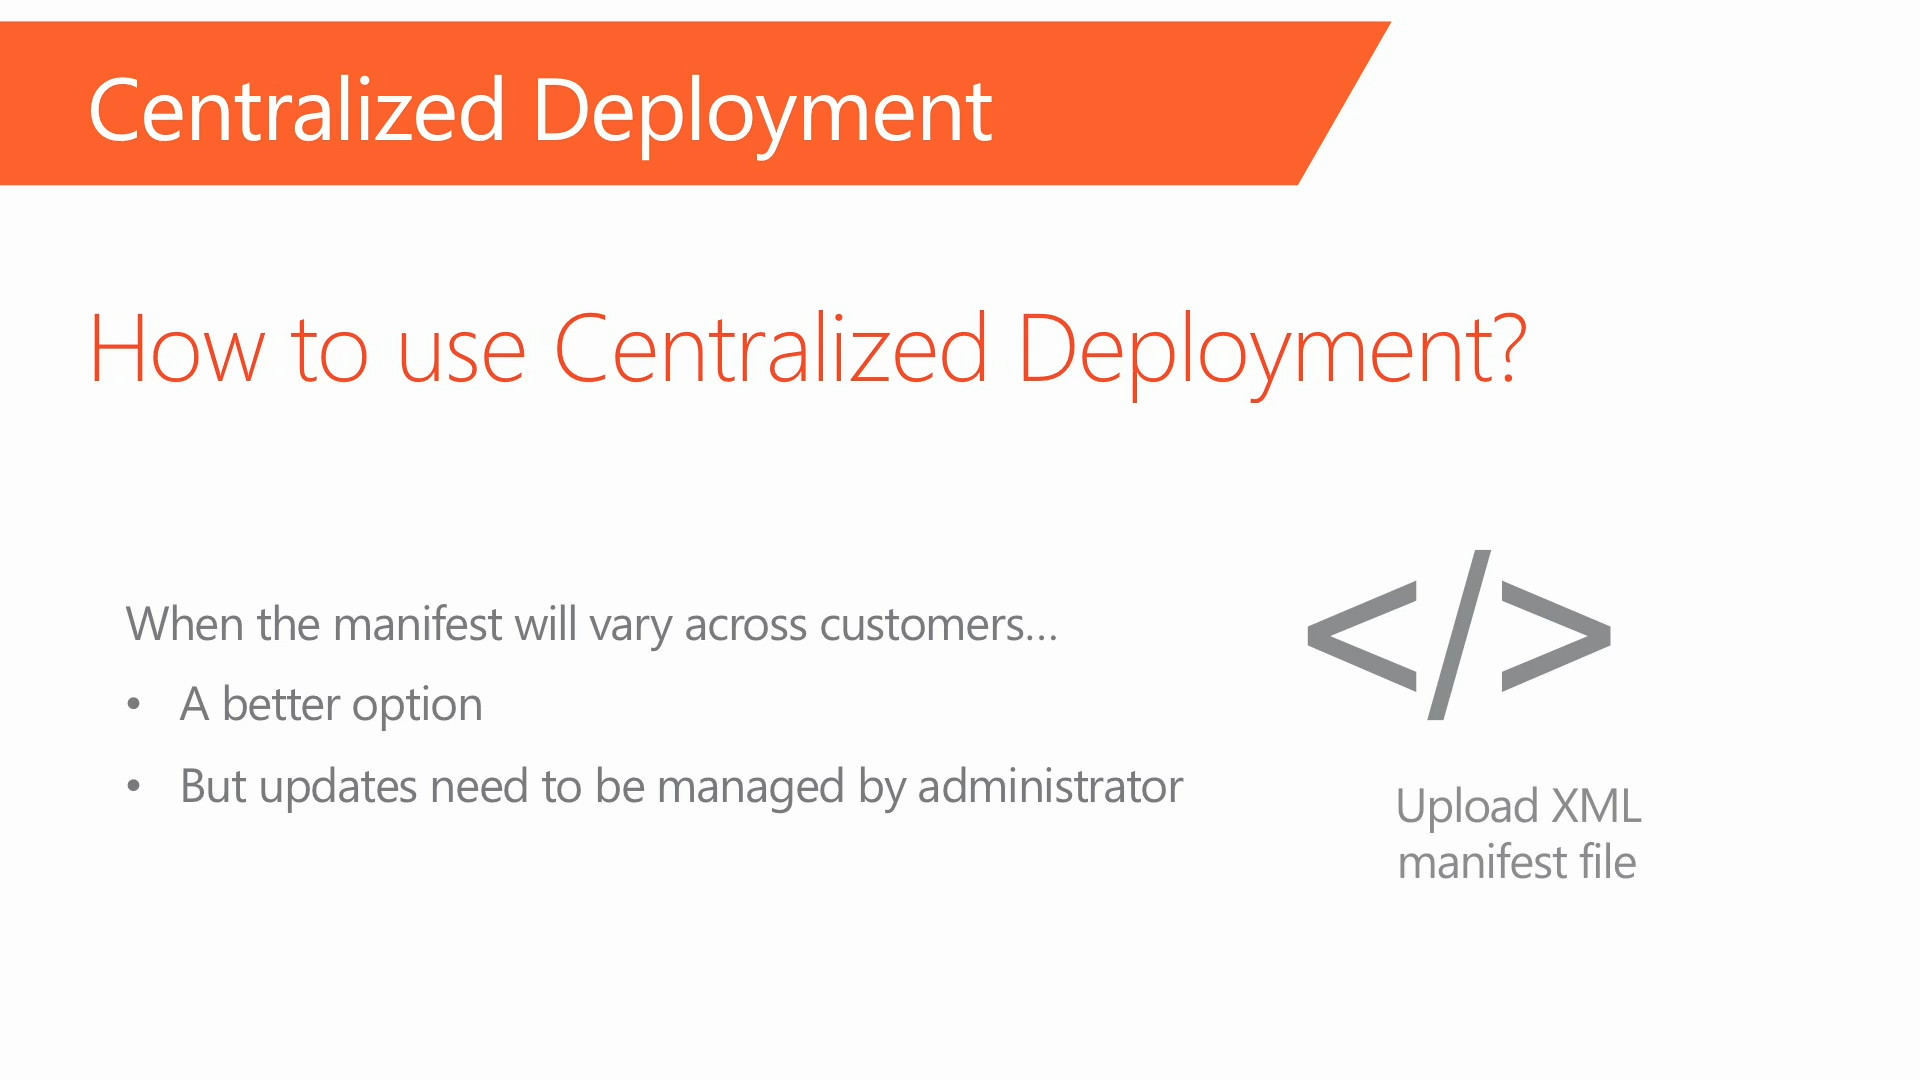 Centralized Deployment
How to use Centralized Deployment?
When the manifest will vary across customers...
• A better option
• But updates need to be managed by administrator
</>
Upload XML
manifest file